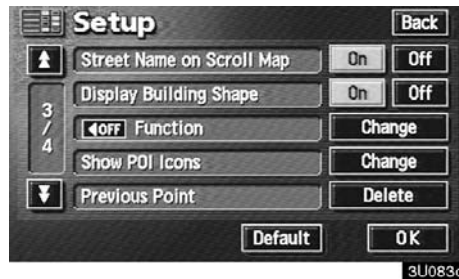 Setup Back
Street Name on Scroll Map On Off
Display Building Shape On Off
3/4
◀OFF Function Change
Show POI Icons Change
Previous Point Delete
Default OK
3U083